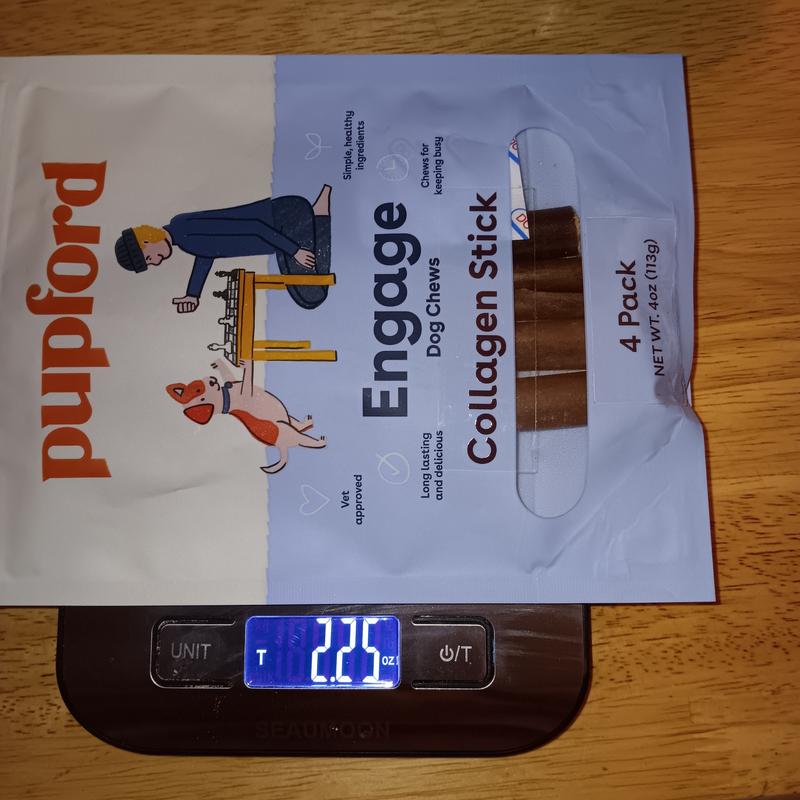 pupford
Simple, healthy
ingredients
Chews for
keeping busy
Engage
Dog Chews
Vet
approved
Long lasting
and delicious
Collagen Stick
4 Pack
NET WT. 4oz (113g)
UNIT
T
2.25
oz
⏻/T
SEAUMOON